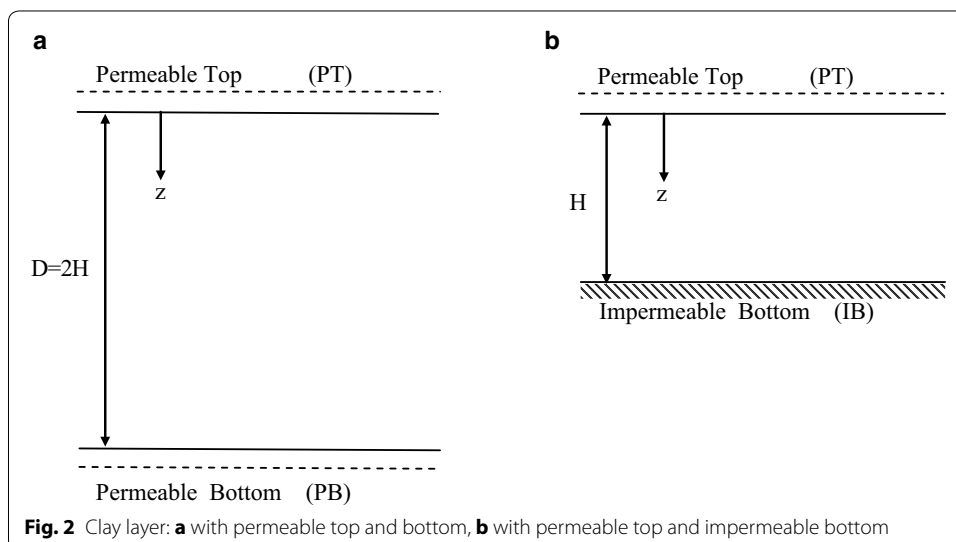 a
Permeable Top (PT)
z
D=2H
Permeable Bottom (PB)
b
Permeable Top (PT)
H
z
Impermeable Bottom (IB)
Fig. 2 Clay layer: a with permeable top and bottom, b with permeable top and impermeable bottom